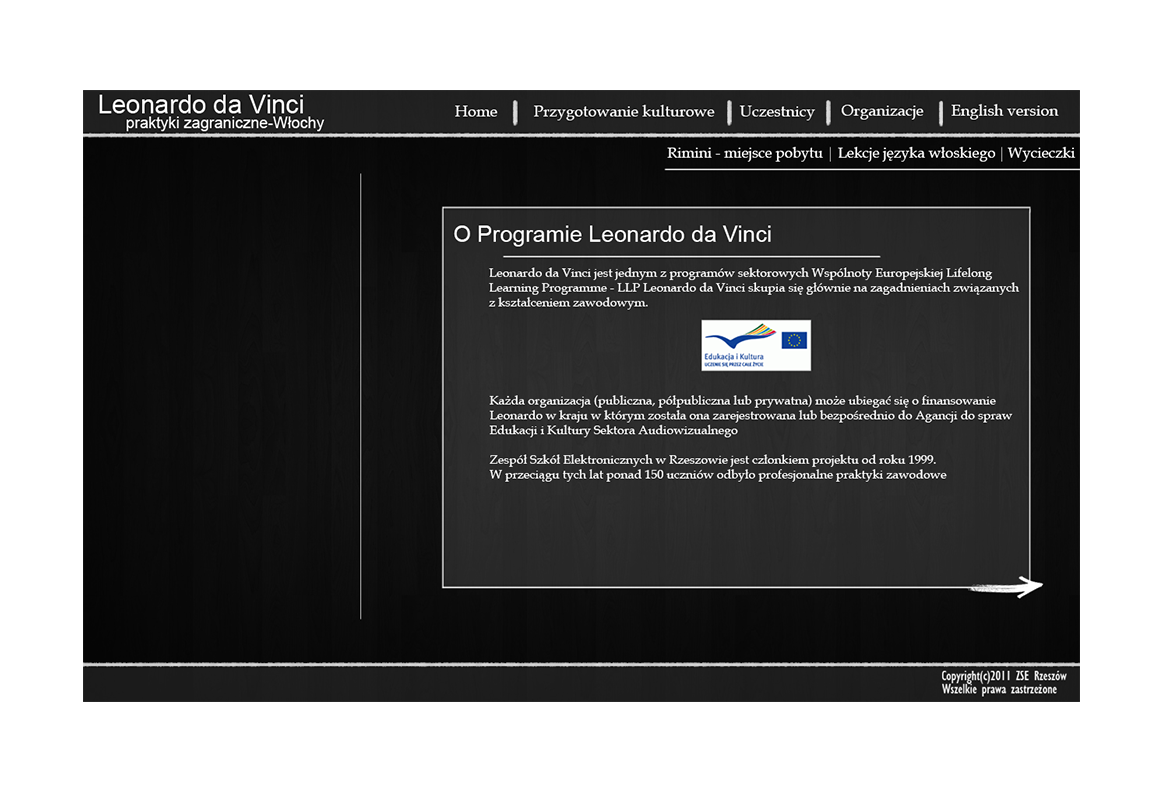 Leonardo da Vinci
praktyki zagraniczne-Włochy
Home | Przygotowanie kulturowe | Uczestnicy | Organizacje | English version
Rimini - miejsce pobytu | Lekcje języka włoskiego | Wycieczki
O Programie Leonardo da Vinci
Leonardo da Vinci jest jednym z programów sektorowych Wspólnoty Europejskiej Lifelong
Learning Programme - LLP Leonardo da Vinci skupia się głównie na zagadnieniach związanych
z kształceniem zawodowym.
Edukacja i Kultura
UCZENIE SIĘ PRZEZ CAŁE ŻYCIE
Każda organizacja (publiczna, półpubliczna lub prywatna) może ubiegać się o finansowanie
Leonardo w kraju w którym została ona zarejestrowana lub bezpośrednio do Agancji do spraw
Edukacji i Kultury Sektora Audiowizualnego
Zespół Szkół Elektronicznych w Rzeszowie jest członkiem projektu od roku 1999.
W przeciągu tych lat ponad 150 uczniów odbyło profesjonalne praktyki zawodowe
Copyright(c)2011 ZSE Rzeszów
Wszelkie prawa zastrzeżone